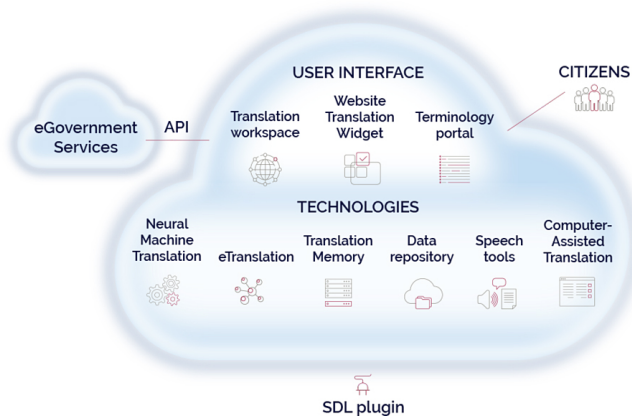 USER INTERFACE
CITIZENS
eGovernment
Services
API
Translation
workspace
Website
Translation
Widget
Terminology
portal
TECHNOLOGIES
Neural
Machine
Translation
eTranslation
Translation
Memory
Data
repository
Speech
tools
Computer-
Assisted
Translation
SDL plugin